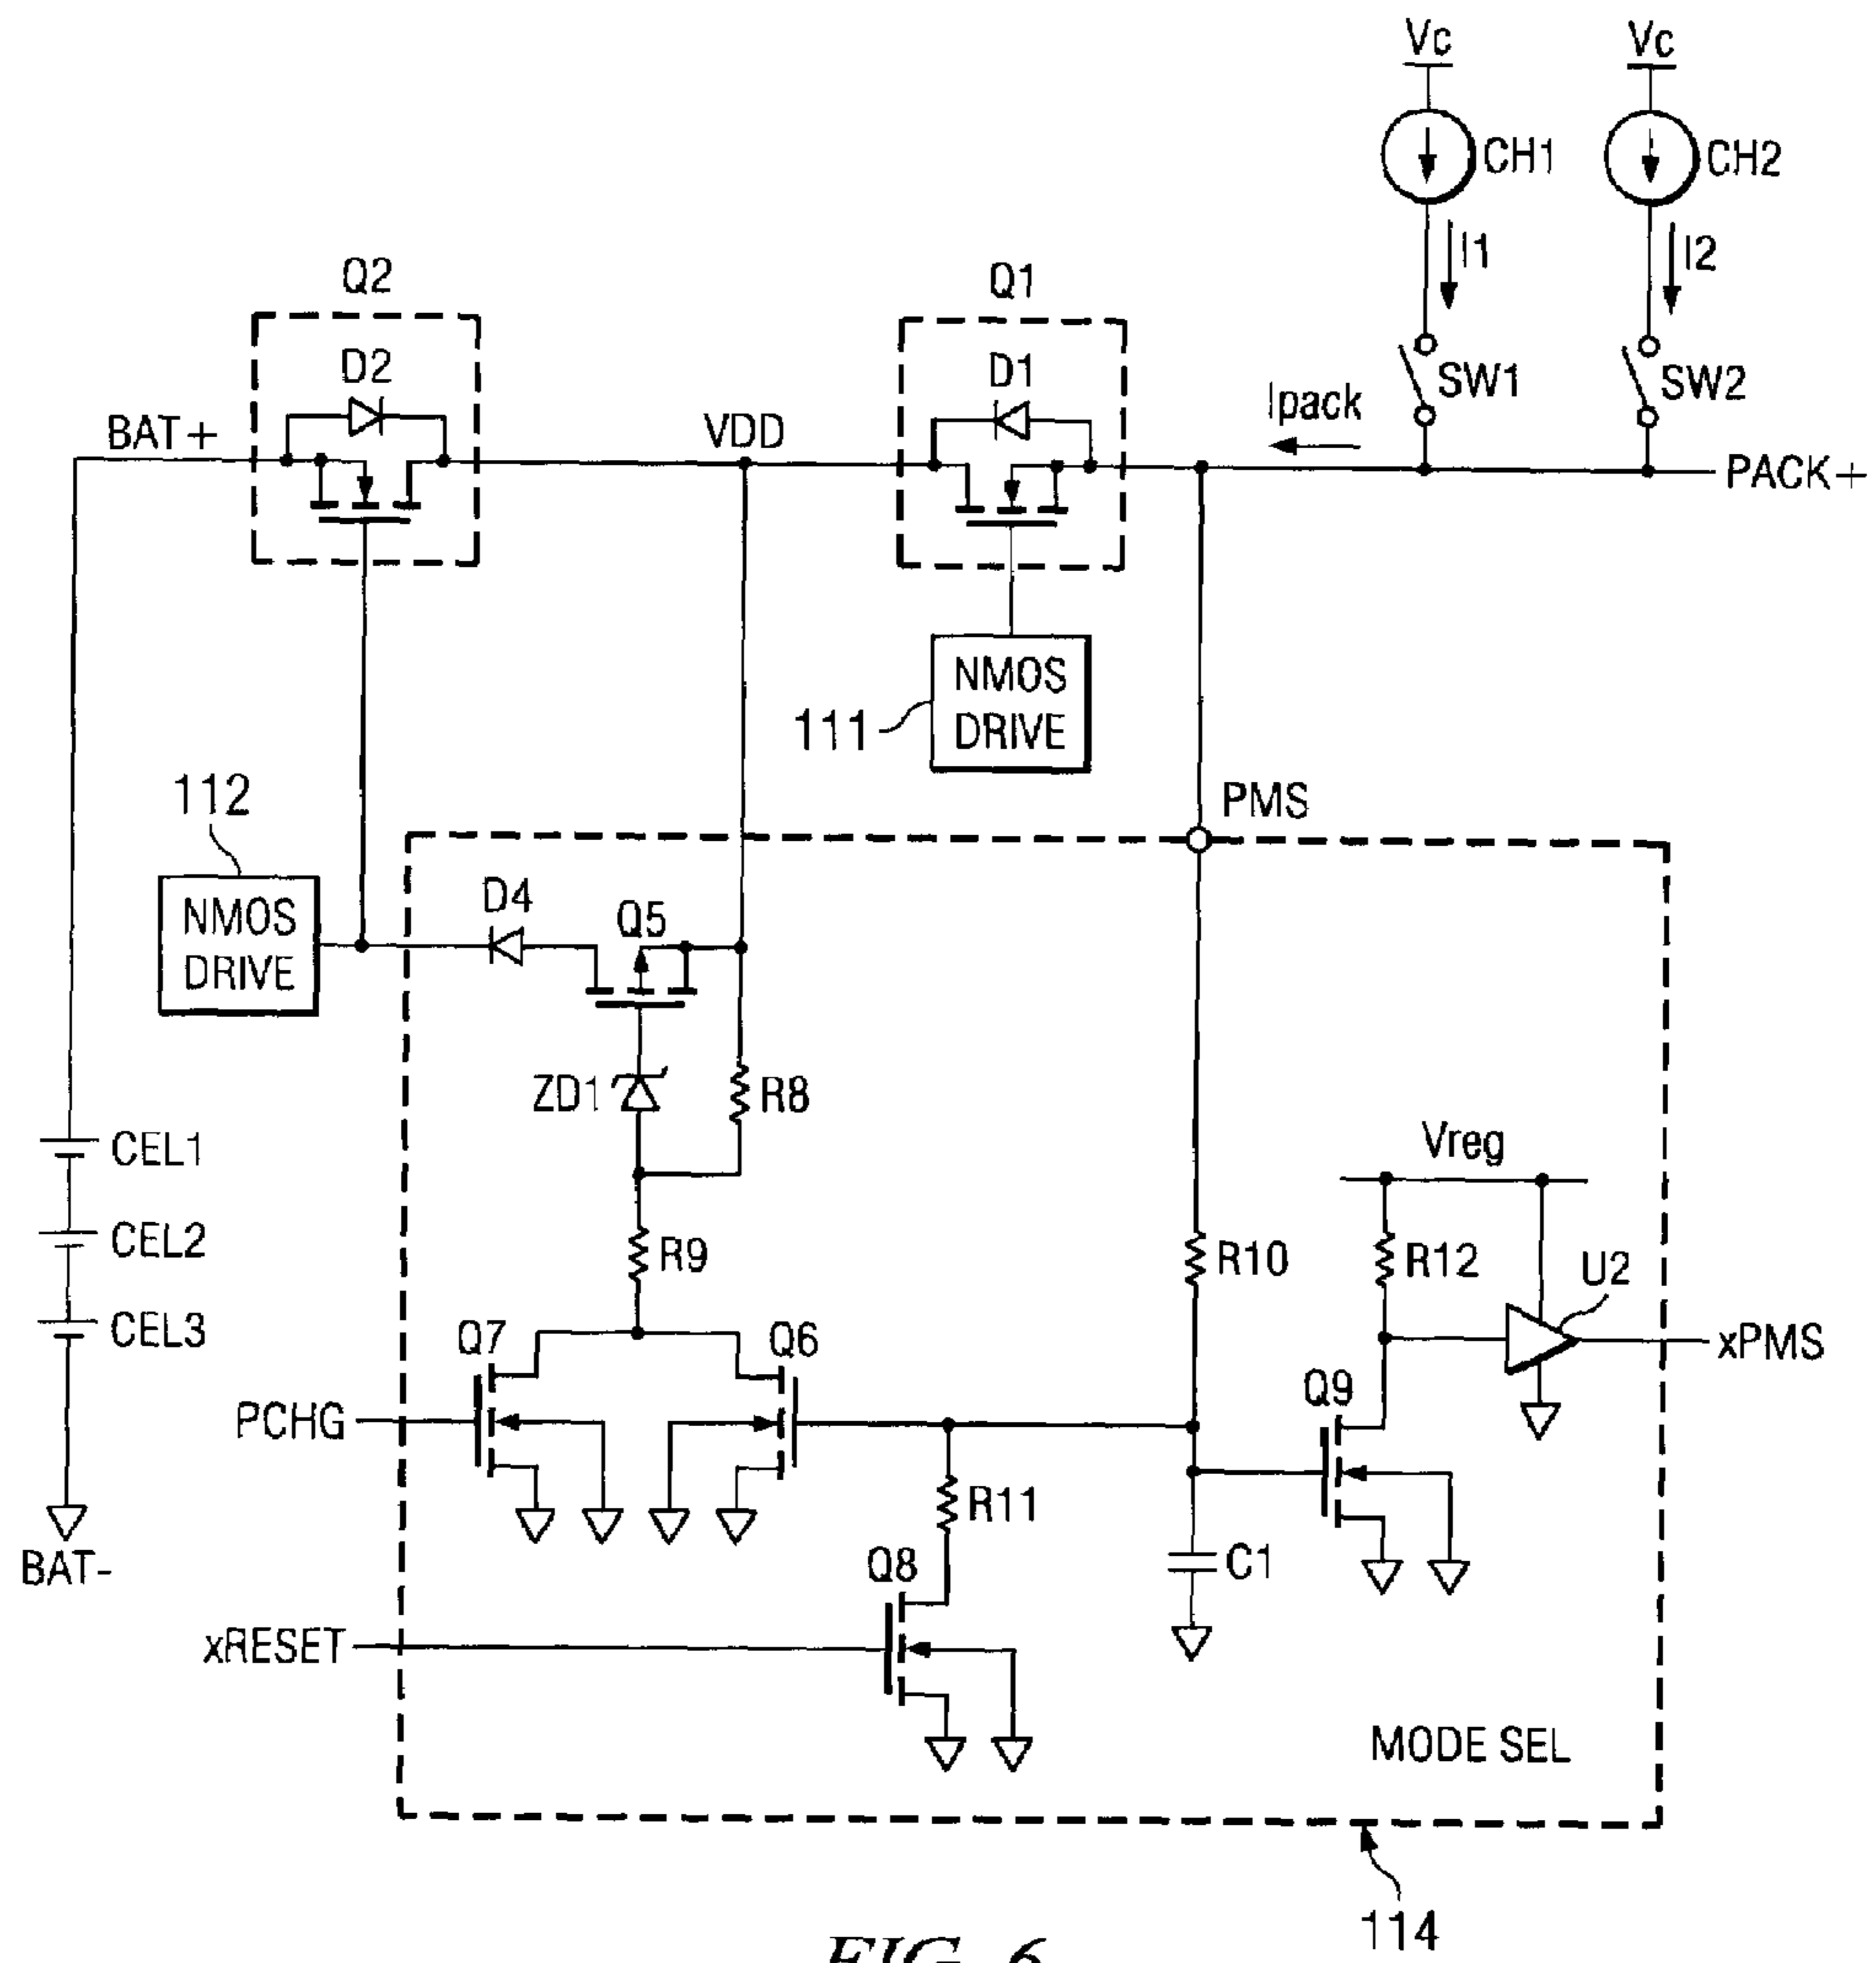 Vc
Vc
CH1
CH2
I1
I2
Q2
Q1
D2
D1
SW1
SW2
Ipack
BAT+
VDD
PACK+
NMOS
DRIVE
111
112
PMS
NMOS
DRIVE
D4
Q5
ZD1
R8
CEL1
Vreg
CEL2
R9
R10
R12
U2
CEL3
Q7
Q6
xPMS
Q9
PCHG
R11
BAT-
Q8
C1
xRESET
MODE SEL
114
FIG. 6